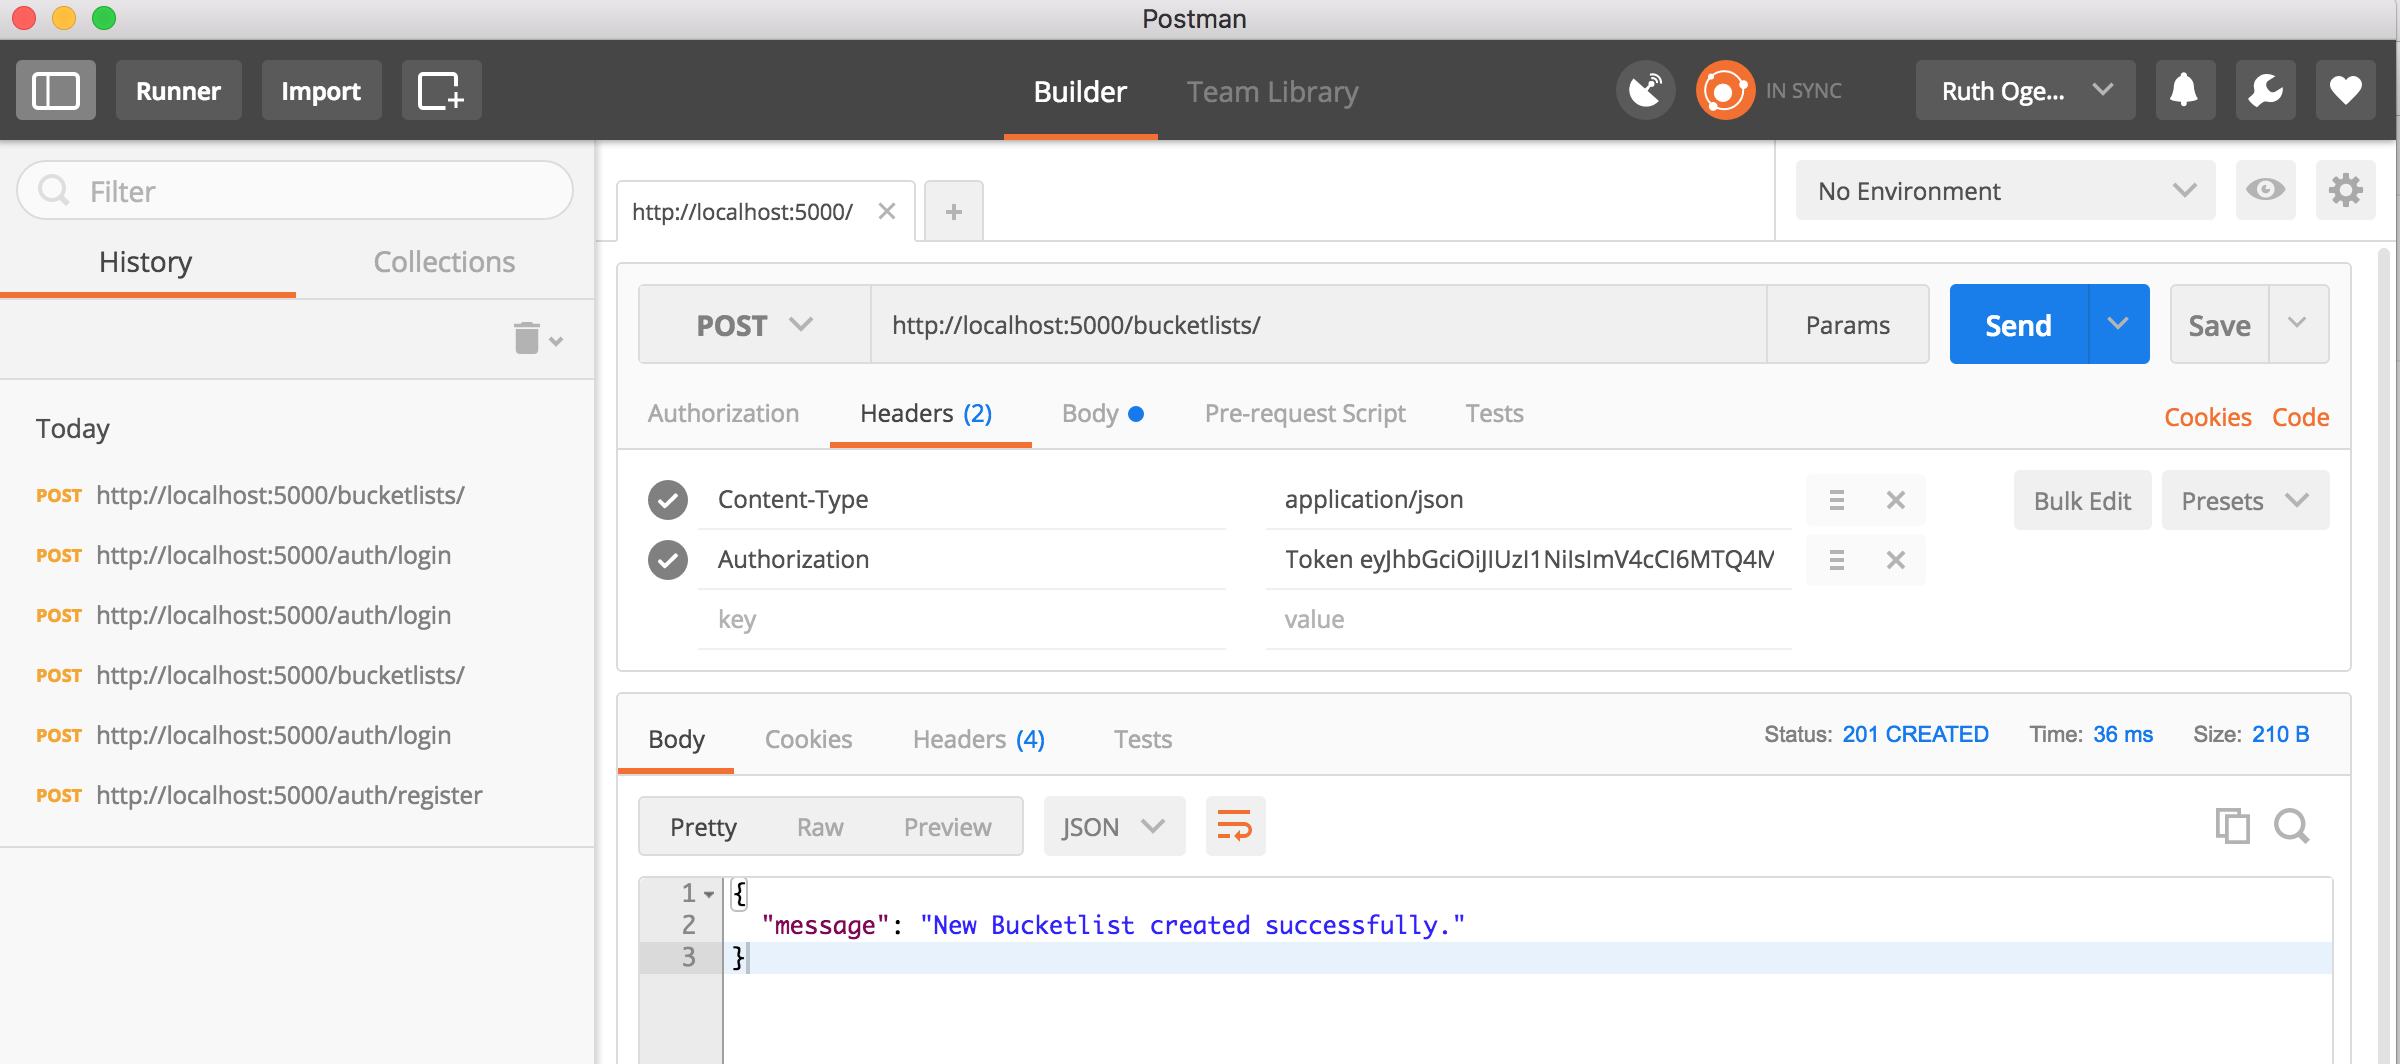 Postman
Runner
Import
Builder
Team Library
IN SYNC
Ruth Oge...
Filter
History
Collections
Today
POST http://localhost:5000/bucketlists/
POST http://localhost:5000/auth/login
POST http://localhost:5000/auth/login
POST http://localhost:5000/bucketlists/
POST http://localhost:5000/auth/login
POST http://localhost:5000/auth/register
http://localhost:5000/
No Environment
POST http://localhost:5000/bucketlists/ Params Send Save
Authorization Headers (2) Body Pre-request Script Tests Cookies Code
Content-Type application/json Bulk Edit Presets
Authorization Token eyJhbGciOiJIUzI1NiIsImV4cCI6MTQ4M
key value
Body Cookies Headers (4) Tests Status: 201 CREATED Time: 36 ms Size: 210 B
Pretty Raw Preview JSON
1 {
2 "message": "New Bucketlist created successfully."
3 }